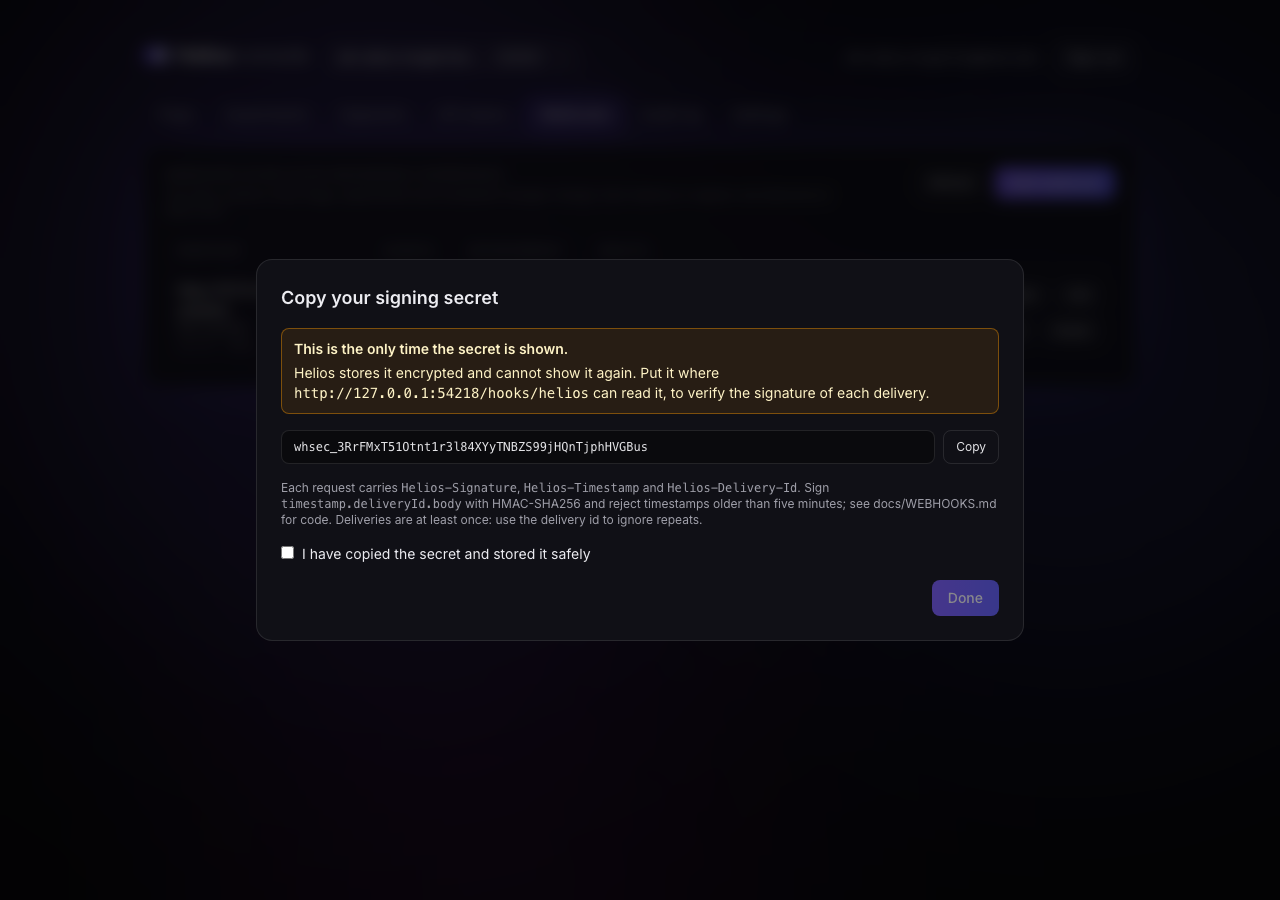 Copy your signing secret
This is the only time the secret is shown.
Helios stores it encrypted and cannot show it again. Put it where
http://127.0.0.1:54218/hooks/helios can read it, to verify the signature of each delivery.
whsec_3RrFMxT51Otnt1r3l84XYyTNBZS99jHQnTjphHVGBus
Copy
Each request carries Helios-Signature, Helios-Timestamp and Helios-Delivery-Id. Sign
timestamp.deliveryId.body with HMAC-SHA256 and reject timestamps older than five minutes; see docs/WEBHOOKS.md
for code. Deliveries are at least once: use the delivery id to ignore repeats.
I have copied the secret and stored it safely
Done